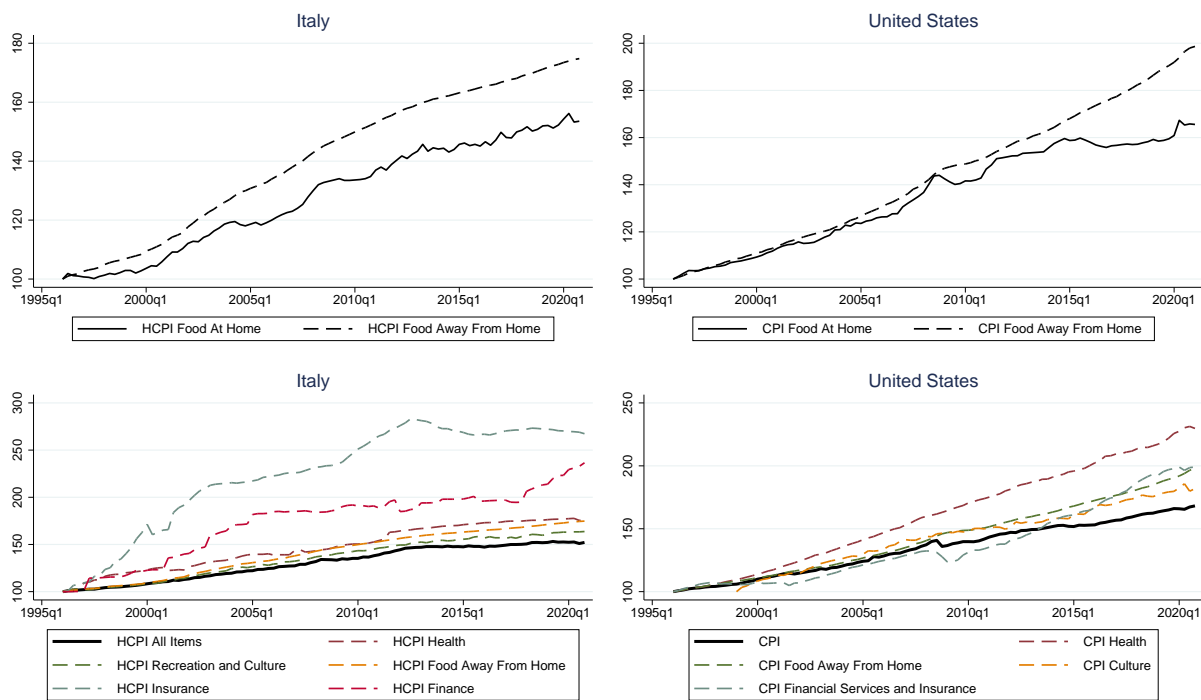 Italy
180
160
140
120
100
1995q1 2000q1 2005q1 2010q1 2015q1 2020q1
HCPI Food At Home HCPI Food Away From Home
United States
200
180
160
140
120
100
1995q1 2000q1 2005q1 2010q1 2015q1 2020q1
CPI Food At Home CPI Food Away From Home
Italy
300
250
200
150
100
1995q1 2000q1 2005q1 2010q1 2015q1 2020q1
HCPI All Items HCPI Health
HCPI Recreation and Culture HCPI Food Away From Home
HCPI Insurance HCPI Finance
United States
250
200
150
100
1995q1 2000q1 2005q1 2010q1 2015q1 2020q1
CPI CPI Health
CPI Food Away From Home CPI Culture
CPI Financial Services and Insurance